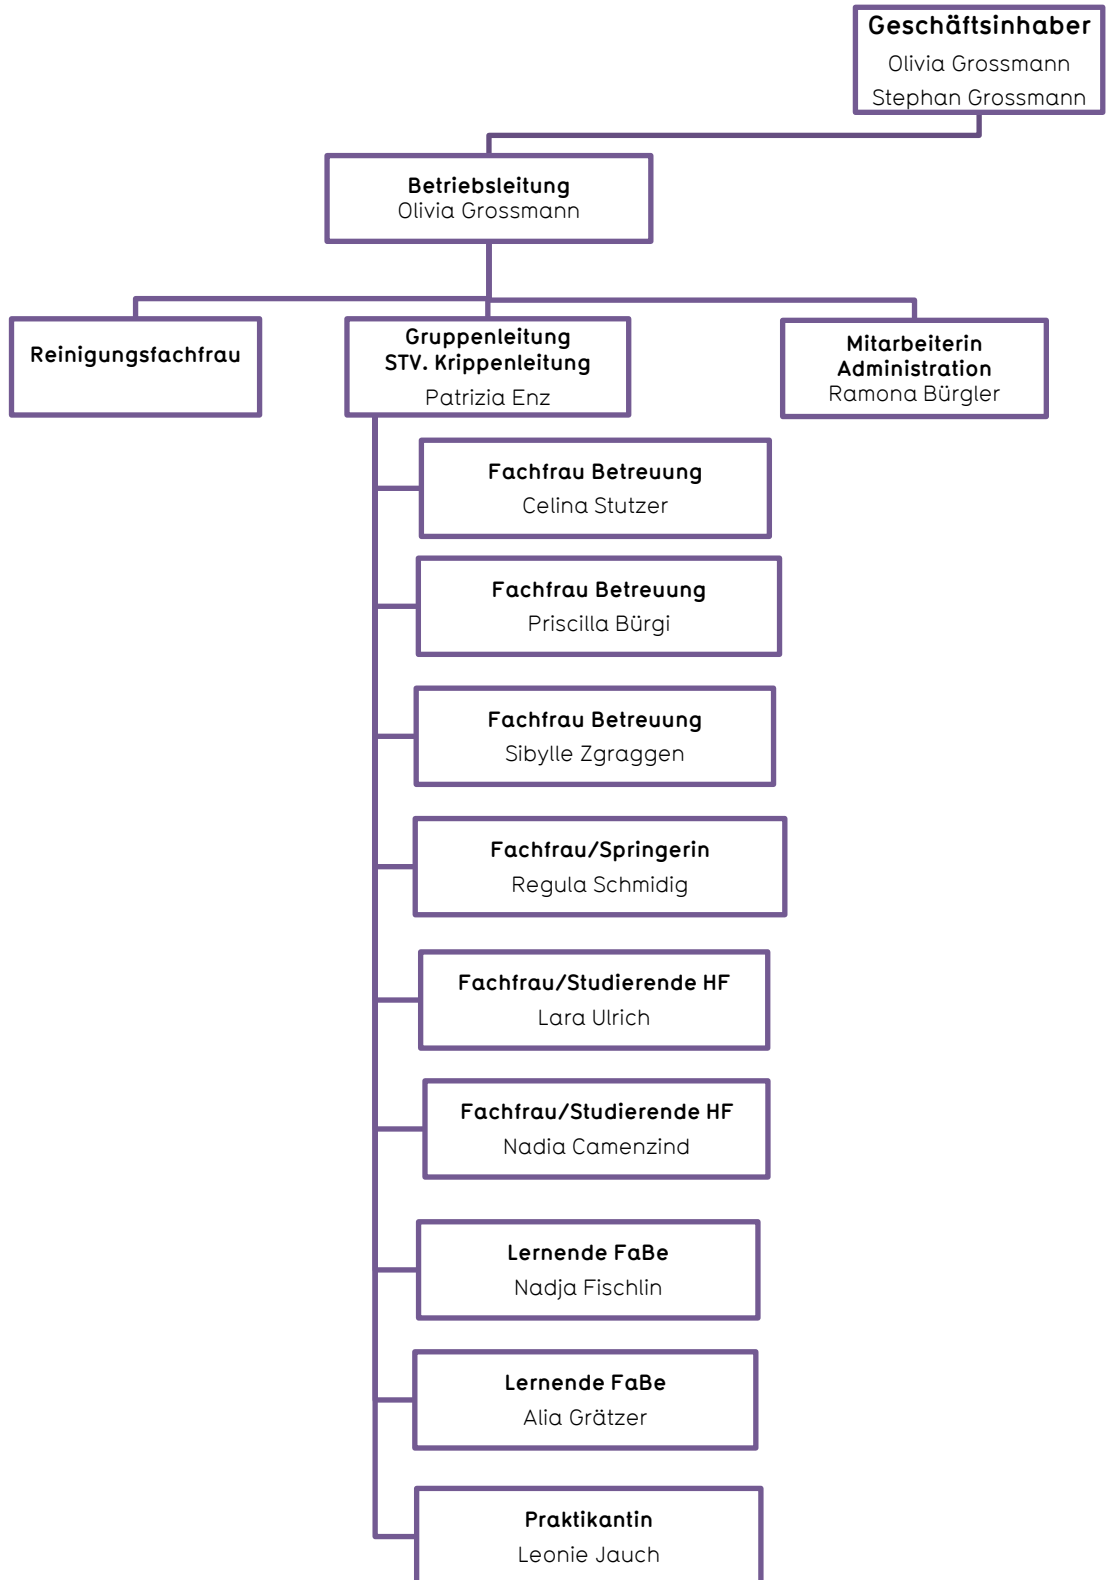 Geschäftsinhaber
Olivia Grossmann
Stephan Grossmann
Betriebsleitung
Olivia Grossmann
Reinigungsfachfrau
Gruppenleitung
STV. Krippenleitung
Patrizia Enz
Mitarbeiterin
Administration
Ramona Bürgler
Fachfrau Betreuung
Celina Stutzer
Fachfrau Betreuung
Priscilla Bürgi
Fachfrau Betreuung
Sibylle Zgraggen
Fachfrau/Springerin
Regula Schmidig
Fachfrau/Studierende HF
Lara Ulrich
Fachfrau/Studierende HF
Nadia Camenzind
Lernende FaBe
Nadja Fischlin
Lernende FaBe
Alia Grätzer
Praktikantin
Leonie Jauch